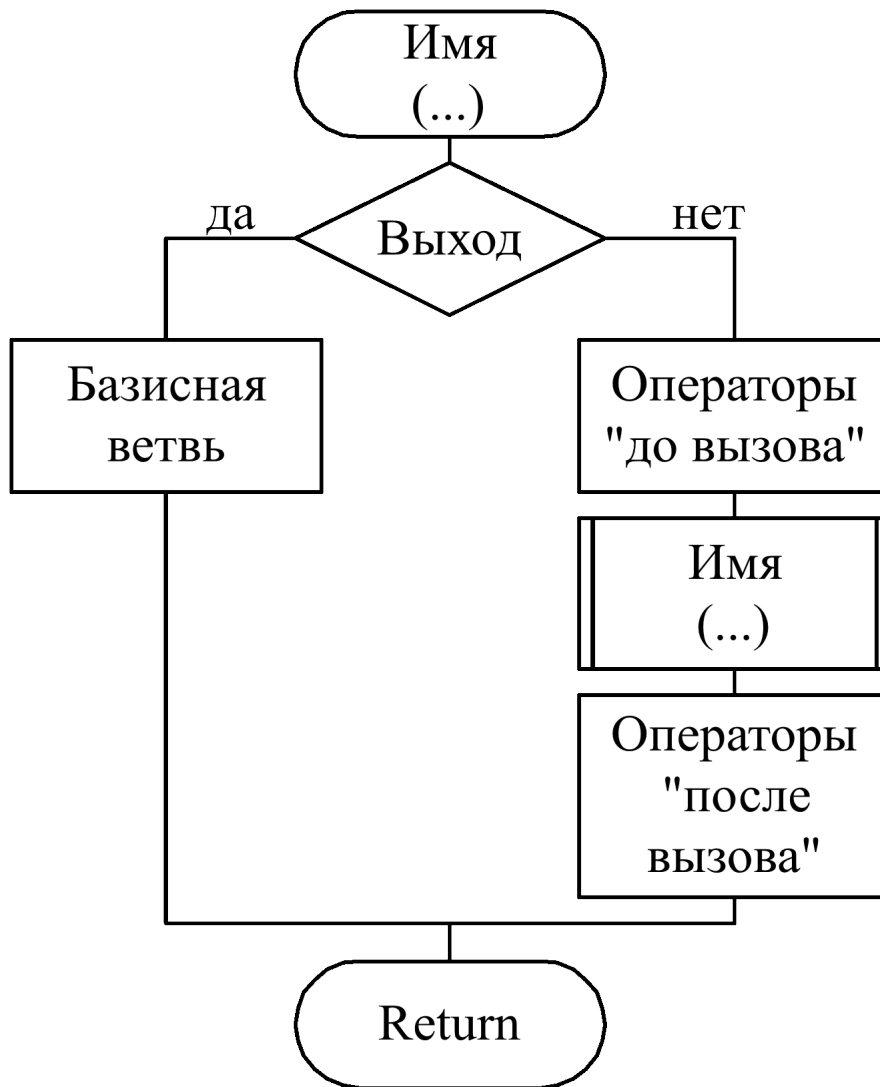 Имя
(...)
да
нет
Выход
Базисная
ветвь
Операторы
"до вызова"
Имя
(...)
Операторы
"после
вызова"
Return